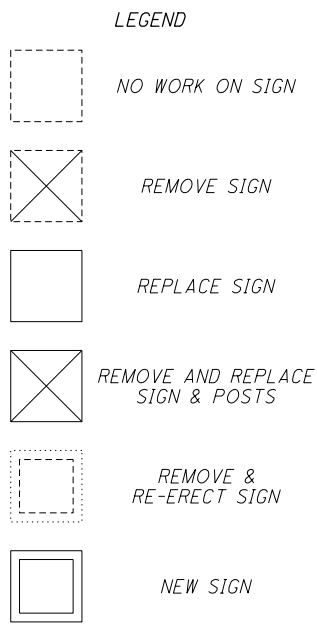 LEGEND
NO WORK ON SIGN
REMOVE SIGN
REPLACE SIGN
REMOVE AND REPLACE
SIGN & POSTS
REMOVE &
RE-ERECT SIGN
NEW SIGN